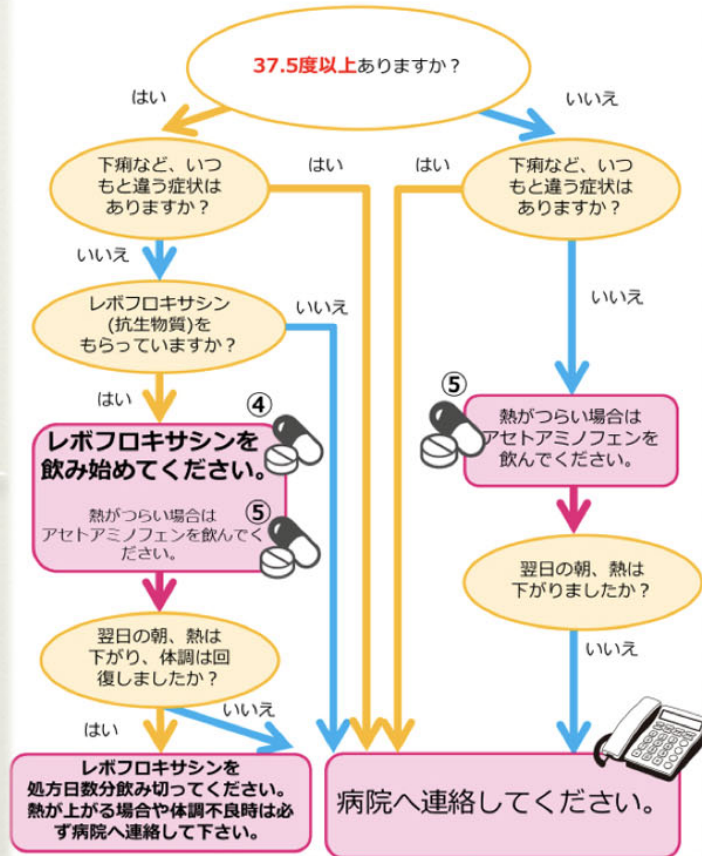 37.5度以上ありますか？
はい
いいえ
下痢など、いつ
もと違う症状は
ありますか？
はい
はい
下痢など、いつ
もと違う症状は
ありますか？
いいえ
レボフロキサシン
(抗生物質)を
もらっていますか？
いいえ
いいえ
はい
④
レボフロキサシンを
飲み始めてください。
⑤
熱がつらい場合は
アセトアミノフェンを飲んでく
ださい。
⑤
熱がつらい場合は
アセトアミノフェンを
飲んでください。
翌日の朝、熱は
下がり、体調は回
復しましたか？
翌日の朝、熱は
下がりましたか？
はい
いいえ
いいえ
レボフロキサシンを
処方日数分飲み切ってください。
熱が上がる場合や体調不良時は必
ず病院へ連絡して下さい。
病院へ連絡してください。